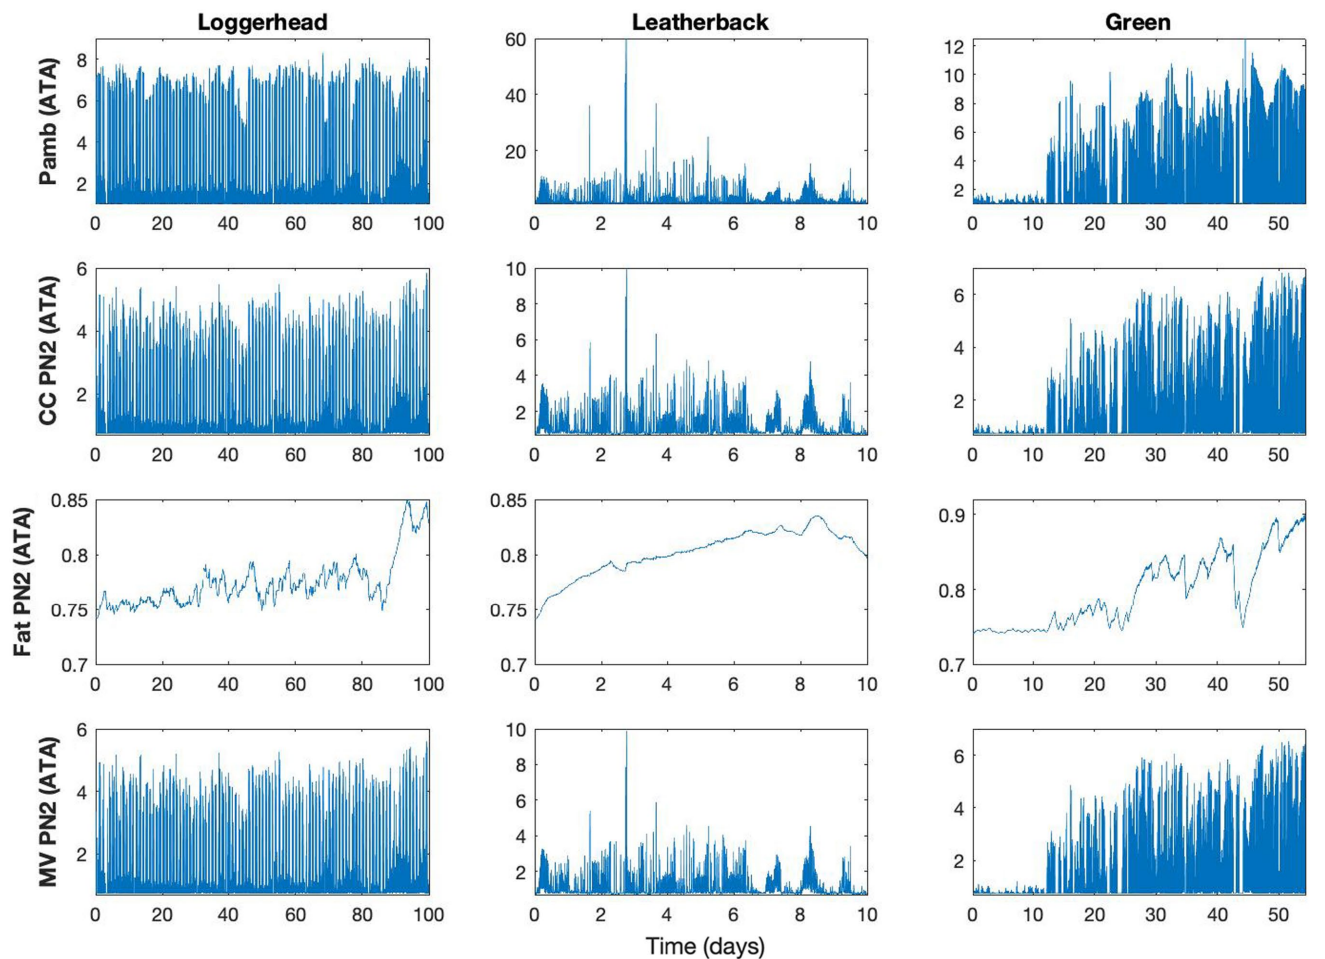 Loggerhead Leatherback Green
Pamb (ATA)
8
6
4
2
0 20 40 60 80 100
60
40
20
0 2 4 6 8 10
12
10
8
6
4
2
0 10 20 30 40 50
CC PN2 (ATA)
6
4
2
0 20 40 60 80 100
10
8
6
4
2
0 2 4 6 8 10
6
4
2
0 10 20 30 40 50
Fat PN2 (ATA)
0.85
0.8
0.75
0.7
0 20 40 60 80 100
0.85
0.8
0.75
0.7
0 2 4 6 8 10
0.9
0.8
0.7
0 10 20 30 40 50
MV PN2 (ATA)
6
4
2
0 20 40 60 80 100
10
8
6
4
2
0 2 4 6 8 10
6
4
2
0 10 20 30 40 50
Time (days)